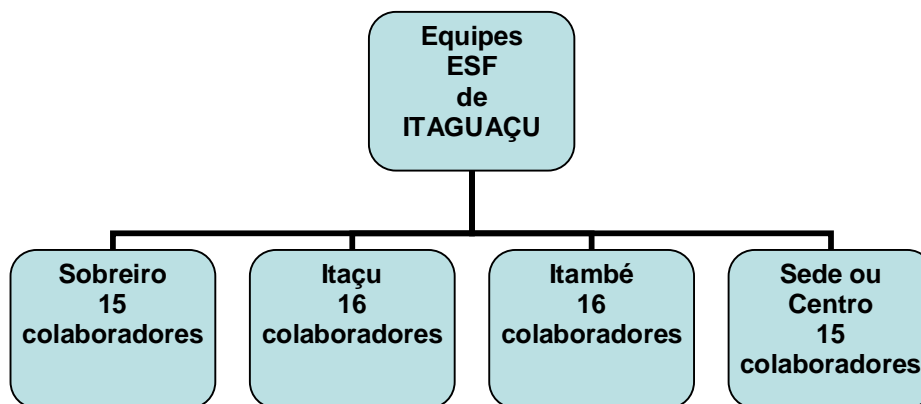 Equipes
ESF
de
ITAGUAÇU
Sobreiro
15
colaboradores
Itaçu
16
colaboradores
Itambé
16
colaboradores
Sede ou
Centro
15
colaboradores